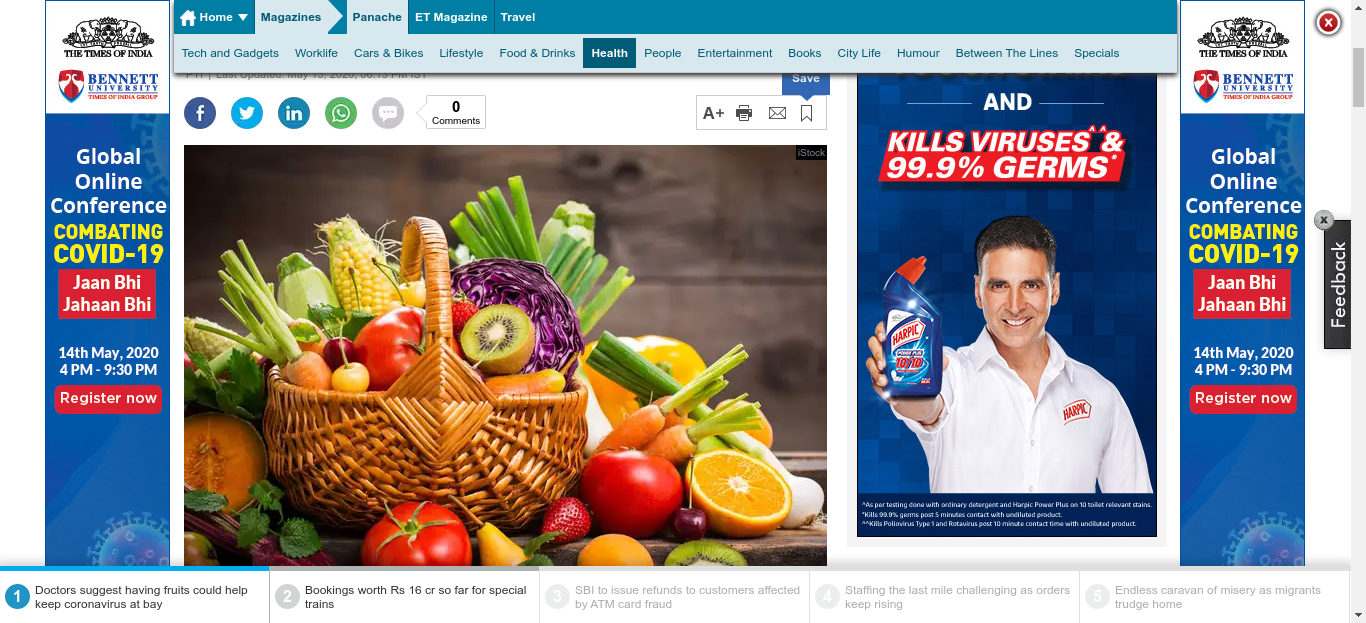 THE TIMES OF INDIA
BENNETT
UNIVERSITY
TIMES OF INDIA GROUP
Global
Online
Conference
COMBATING
COVID-19
Jaan Bhi
Jahaan Bhi
14th May, 2020
4 PM - 9:30 PM
Register now
Home
Magazines
Panache
ET Magazine
Travel
Tech and Gadgets
Worklife
Cars & Bikes
Lifestyle
Food & Drinks
Health
People
Entertainment
Books
City Life
Humour
Between The Lines
Specials
PTI | Last Updated: May 13, 2020, 06:13 PM IST
Save
0
Comments
A+
iStock
AND
KILLS VIRUSES^^&
99.9% GERMS*
HARPIC
POWER PLUS
10/10
HARPIC
^As per testing done with ordinary detergent and Harpic Power Plus on 10 toilet relevant stains.
*Kills 99.9% germs post 5 minutes contact with undiluted product.
^^Kills Poliovirus Type 1 and Rotavirus post 10 minute contact time with undiluted product.
THE TIMES OF INDIA
BENNETT
UNIVERSITY
TIMES OF INDIA GROUP
Global
Online
Conference
COMBATING
COVID-19
Jaan Bhi
Jahaan Bhi
14th May, 2020
4 PM - 9:30 PM
Register now
Feedback
1 Doctors suggest having fruits could help
keep coronavirus at bay
2 Bookings worth Rs 16 cr so far for special
trains
3 SBI to issue refunds to customers affected
by ATM card fraud
4 Staffing the last mile challenging as orders
keep rising
5 Endless caravan of misery as migrants
trudge home